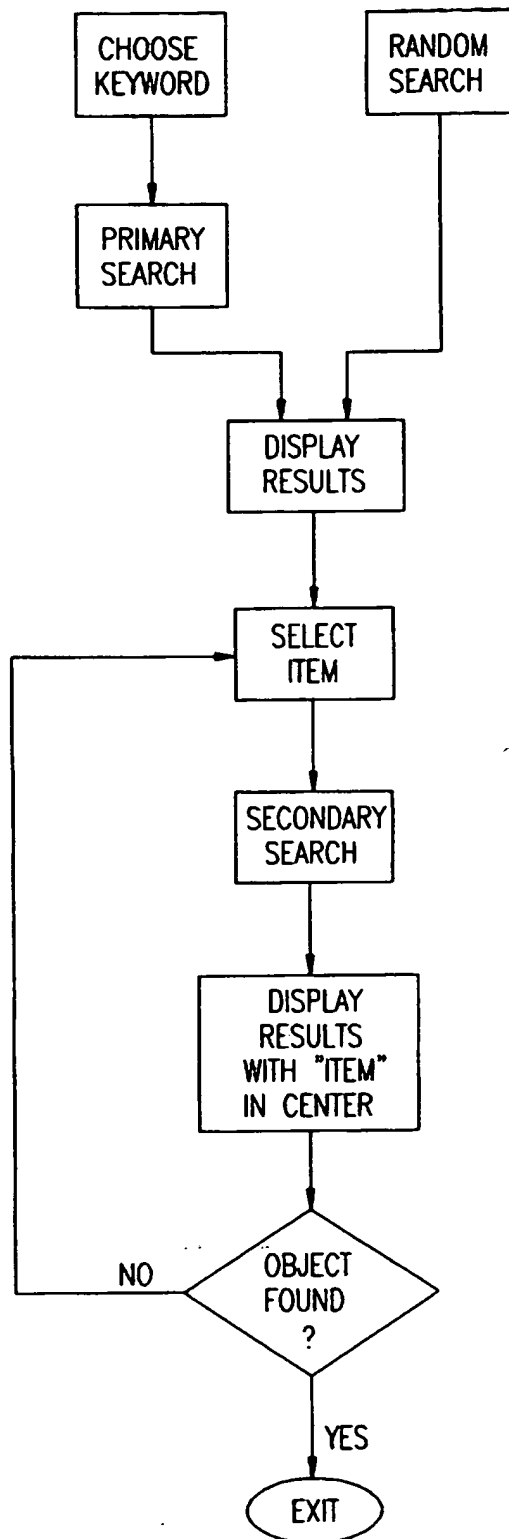 CHOOSE
KEYWORD
RANDOM
SEARCH
PRIMARY
SEARCH
DISPLAY
RESULTS
SELECT
ITEM
SECONDARY
SEARCH
DISPLAY
RESULTS
WITH "ITEM"
IN CENTER
OBJECT
FOUND
?
NO
YES
EXIT